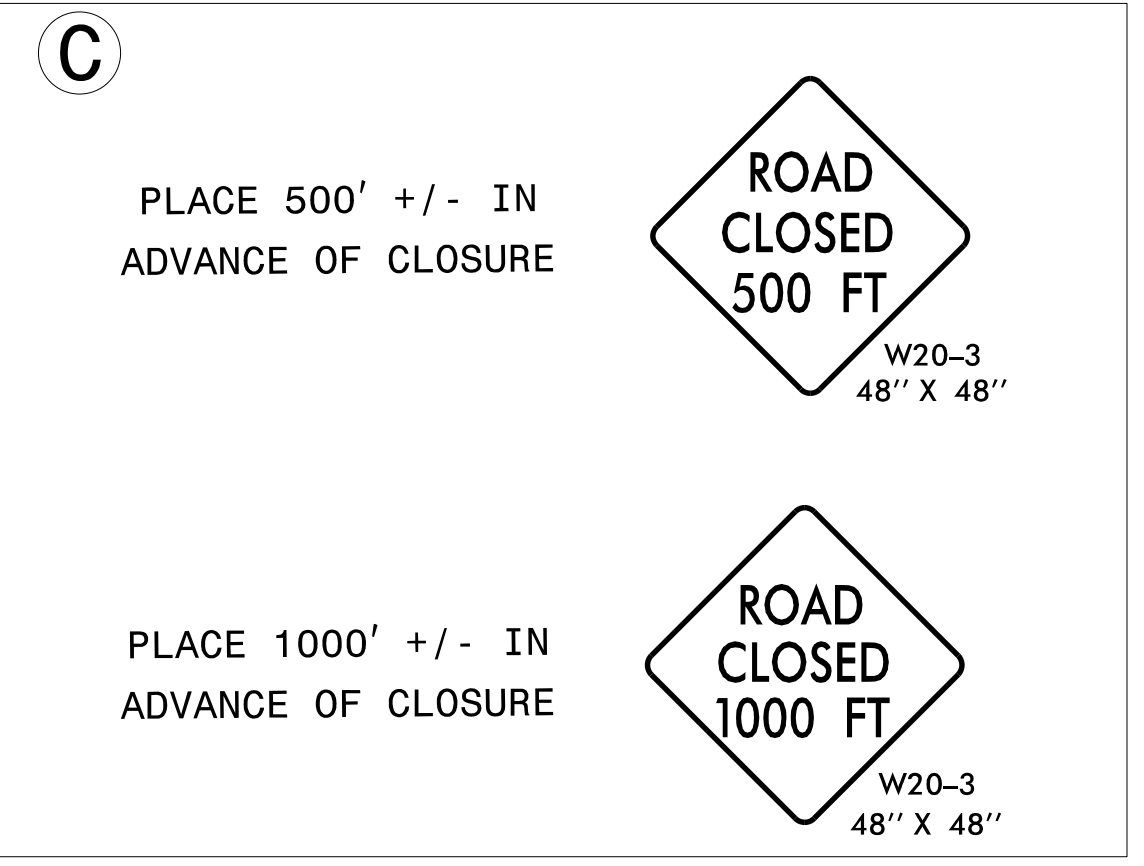 C
PLACE 500' +/- IN
ADVANCE OF CLOSURE
ROAD
CLOSED
500 FT
W20–3
48'' X 48''
PLACE 1000' +/- IN
ADVANCE OF CLOSURE
ROAD
CLOSED
1000 FT
W20–3
48'' X 48''